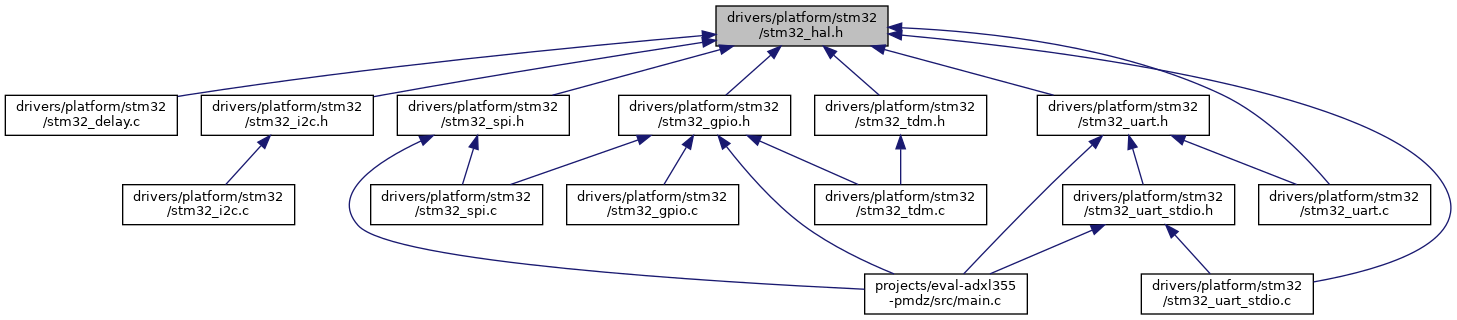 drivers/platform/stm32
/stm32_hal.h
drivers/platform/stm32
/stm32_delay.c
drivers/platform/stm32
/stm32_i2c.h
drivers/platform/stm32
/stm32_spi.h
drivers/platform/stm32
/stm32_gpio.h
drivers/platform/stm32
/stm32_tdm.h
drivers/platform/stm32
/stm32_uart.h
drivers/platform/stm32
/stm32_i2c.c
drivers/platform/stm32
/stm32_spi.c
drivers/platform/stm32
/stm32_gpio.c
drivers/platform/stm32
/stm32_tdm.c
drivers/platform/stm32
/stm32_uart_stdio.h
drivers/platform/stm32
/stm32_uart.c
projects/eval-adxl355
-pmdz/src/main.c
drivers/platform/stm32
/stm32_uart_stdio.c